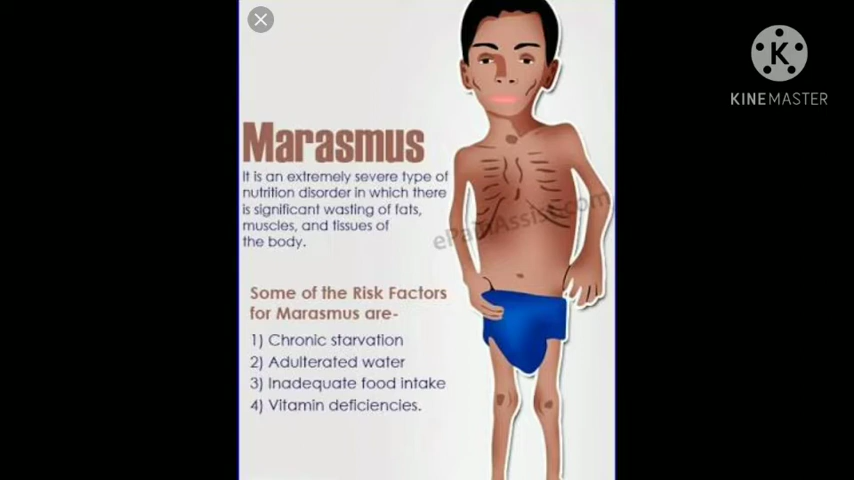 KINEMASTER
Marasmus
It is an extremely severe type of
nutrition disorder in which there
is significant wasting of fats,
muscles, and tissues of
the body.
ePainAssist.com
Some of the Risk Factors
for Marasmus are-
1) Chronic starvation
2) Adulterated water
3) Inadequate food intake
4) Vitamin deficiencies.